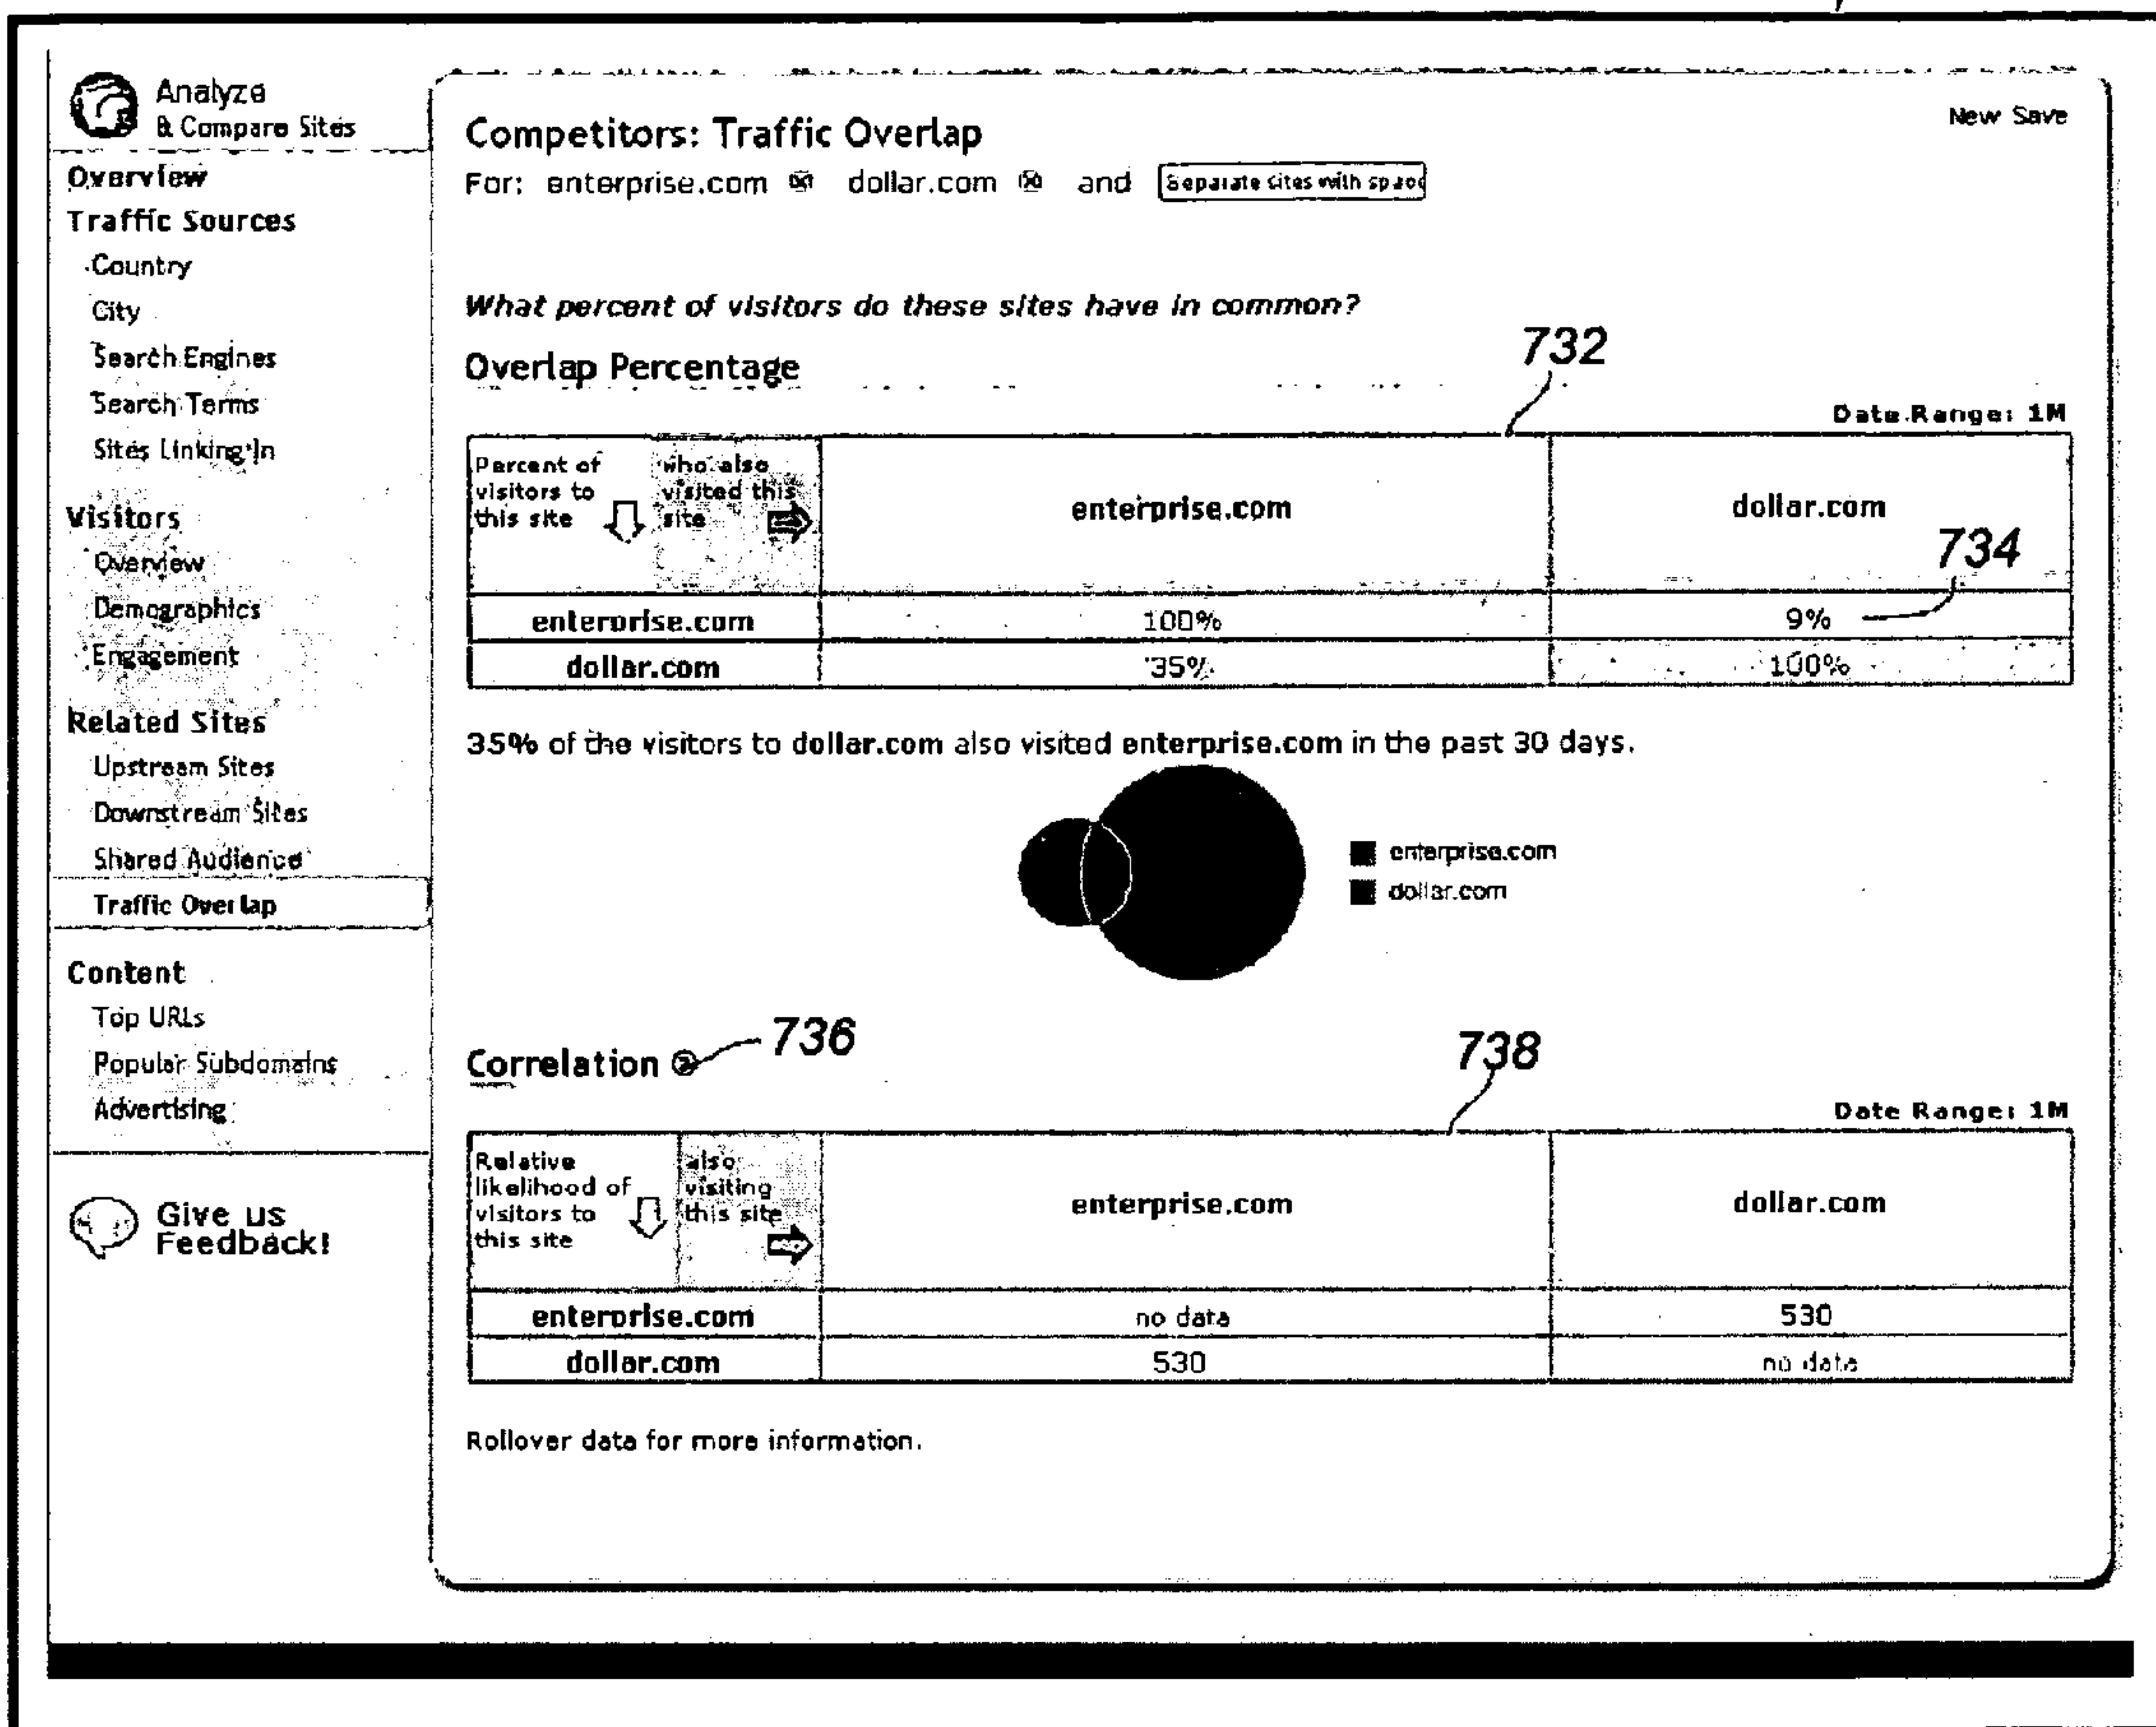 Analyze
& Compare Sites
Overview
Traffic Sources
Country
City
Search Engines
Search Terms
Sites Linking In
Visitors
Overview
Demographics
Engagement
Related Sites
Upstream Sites
Downstream Sites
Shared Audience
Traffic Overlap
Content
Top URLs
Popular Subdomains
Advertising
Give us
Feedback!
New Save
Competitors: Traffic Overlap
For: enterprise.com dollar.com and Separate sites with spac
What percent of visitors do these sites have in common?
732
Overlap Percentage
Date Range: 1M
Percent of visitors to this site
who also visited this site
enterprise.com
dollar.com
734
enterprise.com 100% 9%
dollar.com 35% 100%
35% of the visitors to dollar.com also visited enterprise.com in the past 30 days.
enterprise.com
dollar.com
Correlation ? 736
738
Date Range: 1M
Relative likelihood of visitors to this site
also visiting this site
enterprise.com
dollar.com
enterprise.com no data 530
dollar.com 530 no data
Rollover data for more information.